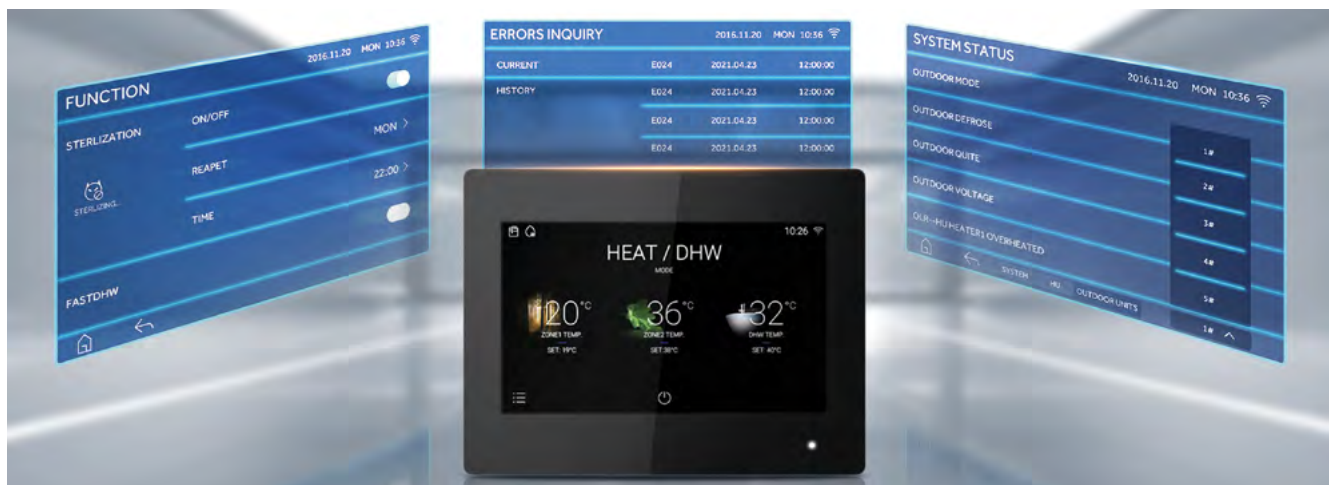 FUNCTION
2016.11.20 MON 10:36
STERLIZATION
ON/OFF
REAPET
MON >
STERLIZING...
TIME
22:00 >
FASTDHW
ERRORS INQUIRY 2016.11.20 MON 10:36
CURRENT E024 2021.04.23 12:00:00
HISTORY E024 2021.04.23 12:00:00
E024 2021.04.23 12:00:00
E024 2021.04.23 12:00:00
SYSTEM STATUS
2016.11.20 MON 10:36
OUTDOOR MODE
OUTDOOR DEFROSE
OUTDOOR QUITE
OUTDOOR VOLTAGE
OLR---HU HEATER1 OVERHEATED
1#
2#
3#
4#
5#
SYSTEM HU OUTDOOR UNITS 1#
10:26
HEAT / DHW
MODE
20°C 36°C 32°C
ZONE1 TEMP. ZONE2 TEMP. DHW TEMP.
SET: 19°C SET:38°C SET: 40°C